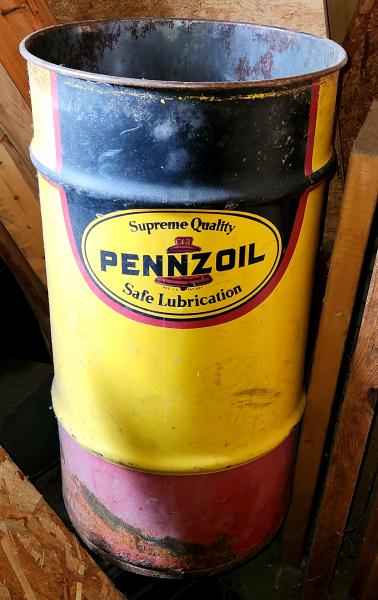 Supreme Quality
PENNZOIL
Safe Lubrication